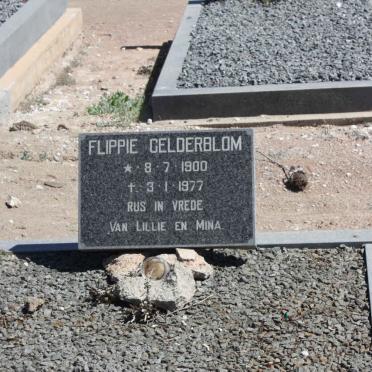 FLIPPIE GELDERBLOM
* 8 · 7 · 1900
† 3 · 1 · 1977
RUS IN VREDE
VAN LILLIE EN MINA